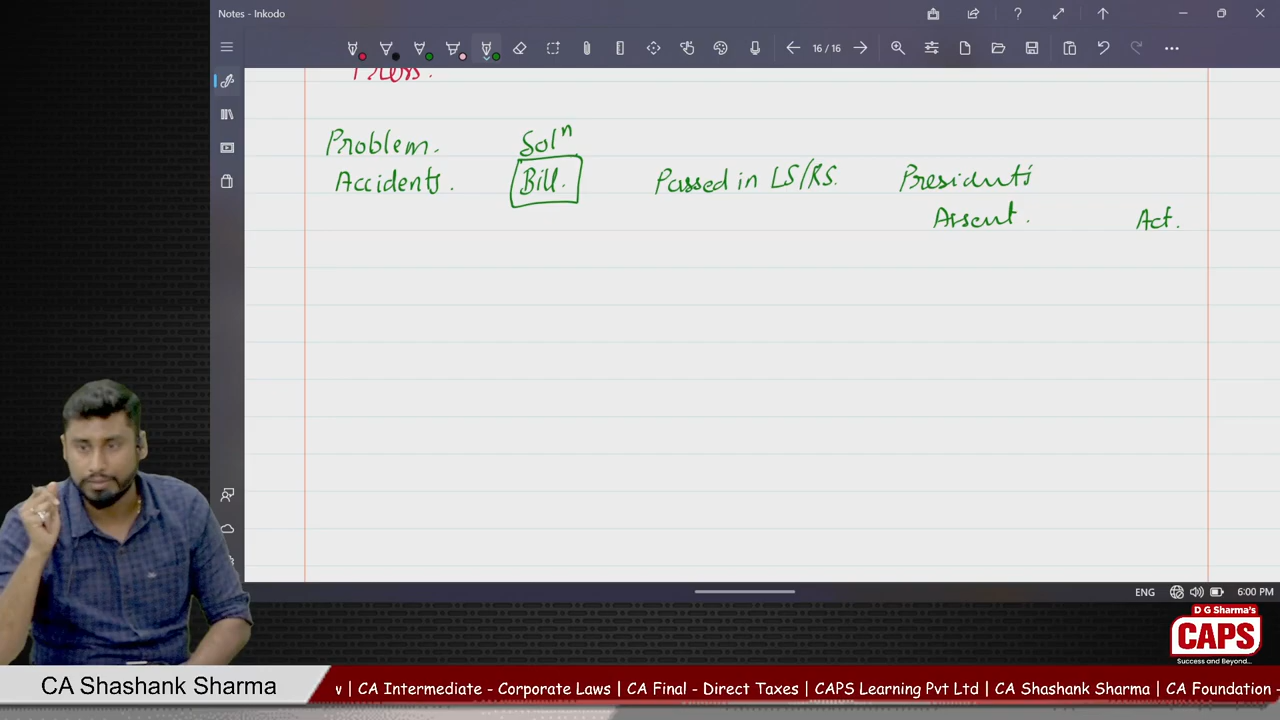 Notes - Inkodo
16 / 16
Problem. Solⁿ
Accidents. Bill. Passed in LS/RS. President's
Assent. Act.
ENG 6:00 PM
D G Sharma's
CAPS
Success and Beyond...
CA Shashank Sharma
| CA Intermediate - Corporate Laws | CA Final - Direct Taxes | CAPS Learning Pvt Ltd | CA Shashank Sharma | CA Foundation -